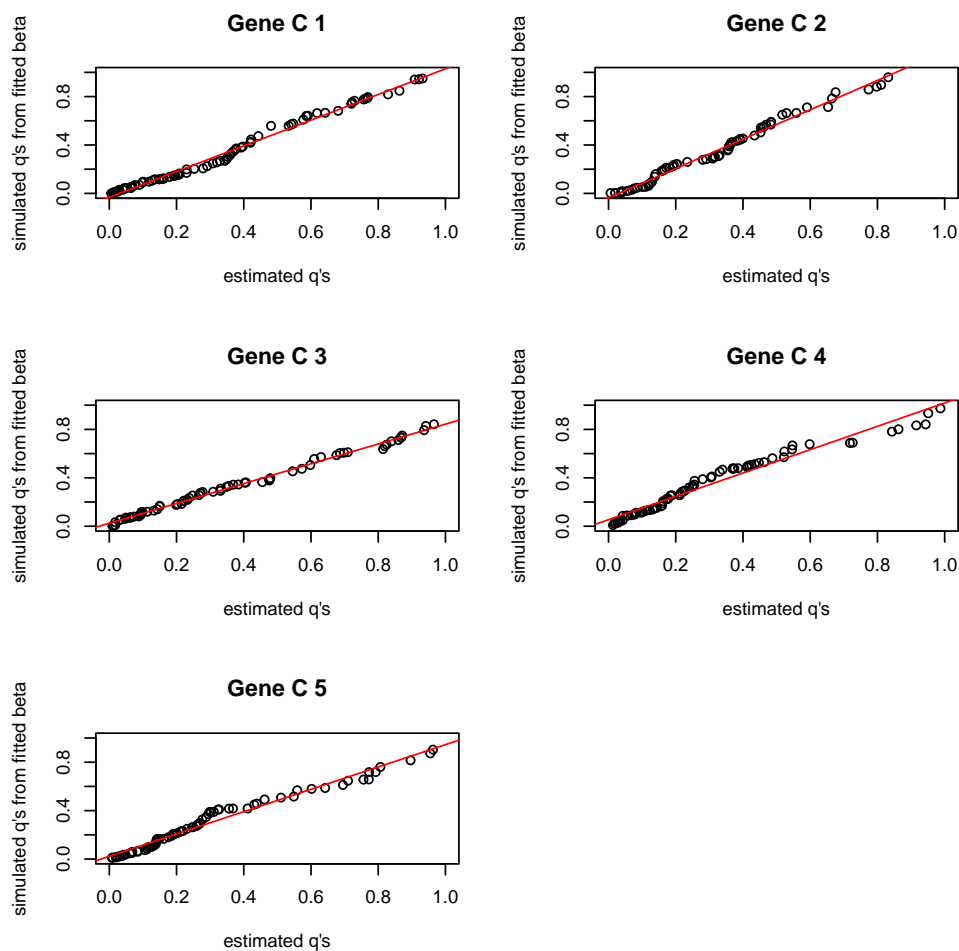 Gene C 1
simulated q's from fitted beta
0.0 0.4 0.8
0.0 0.2 0.4 0.6 0.8 1.0
estimated q's
Gene C 2
simulated q's from fitted beta
0.0 0.4 0.8
0.0 0.2 0.4 0.6 0.8 1.0
estimated q's
Gene C 3
simulated q's from fitted beta
0.0 0.4 0.8
0.0 0.2 0.4 0.6 0.8 1.0
estimated q's
Gene C 4
simulated q's from fitted beta
0.0 0.4 0.8
0.0 0.2 0.4 0.6 0.8 1.0
estimated q's
Gene C 5
simulated q's from fitted beta
0.0 0.4 0.8
0.0 0.2 0.4 0.6 0.8 1.0
estimated q's